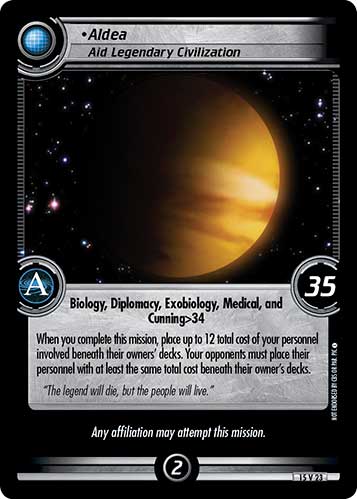 •Aldea
Aid Legendary Civilization
A
35
Biology, Diplomacy, Exobiology, Medical, and
Cunning>34
When you complete this mission, place up to 12 total cost of your personnel
involved beneath their owners' decks. Your opponents must place their
personnel with at least the same total cost beneath their owner's decks.
"The legend will die, but the people will live."
Any affiliation may attempt this mission.
2
15 V 23